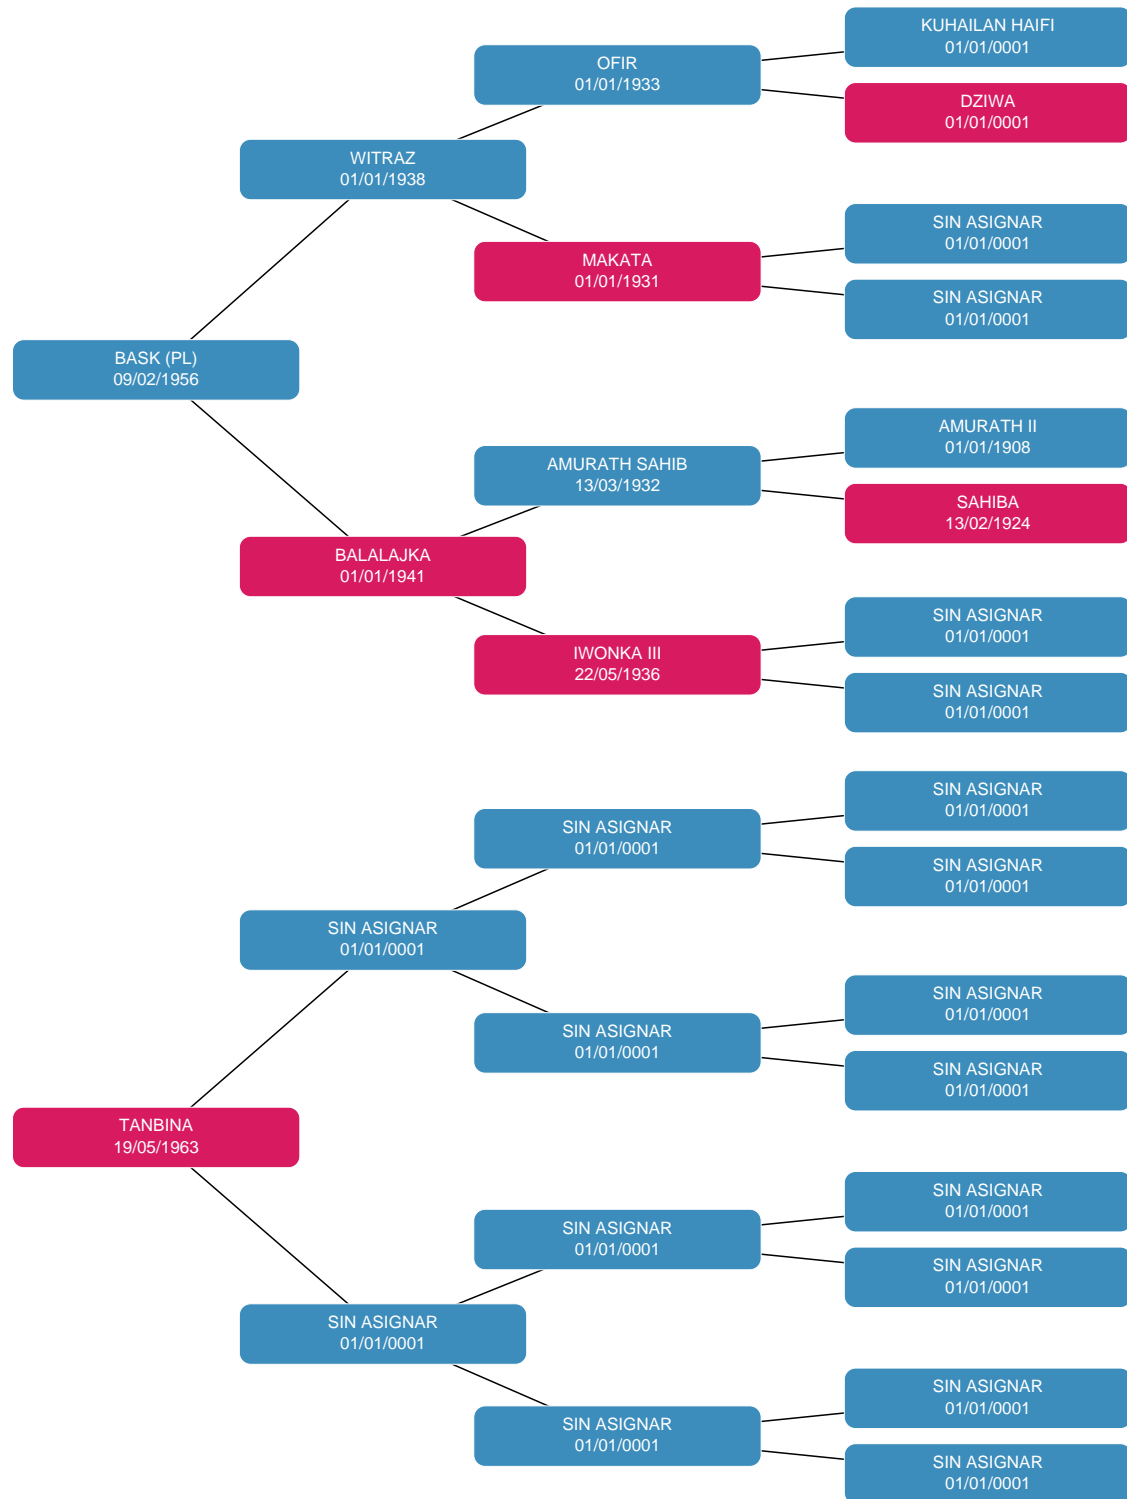 KUHAILAN HAIFI
01/01/0001
OFIR
01/01/1933
DZIWA
01/01/0001
WITRAZ
01/01/1938
SIN ASIGNAR
01/01/0001
MAKATA
01/01/1931
SIN ASIGNAR
01/01/0001
BASK (PL)
09/02/1956
AMURATH II
01/01/1908
AMURATH SAHIB
13/03/1932
SAHIBA
13/02/1924
BALALAJKA
01/01/1941
SIN ASIGNAR
01/01/0001
IWONKA III
22/05/1936
SIN ASIGNAR
01/01/0001
SIN ASIGNAR
01/01/0001
SIN ASIGNAR
01/01/0001
SIN ASIGNAR
01/01/0001
SIN ASIGNAR
01/01/0001
SIN ASIGNAR
01/01/0001
SIN ASIGNAR
01/01/0001
SIN ASIGNAR
01/01/0001
TANBINA
19/05/1963
SIN ASIGNAR
01/01/0001
SIN ASIGNAR
01/01/0001
SIN ASIGNAR
01/01/0001
SIN ASIGNAR
01/01/0001
SIN ASIGNAR
01/01/0001
SIN ASIGNAR
01/01/0001
SIN ASIGNAR
01/01/0001